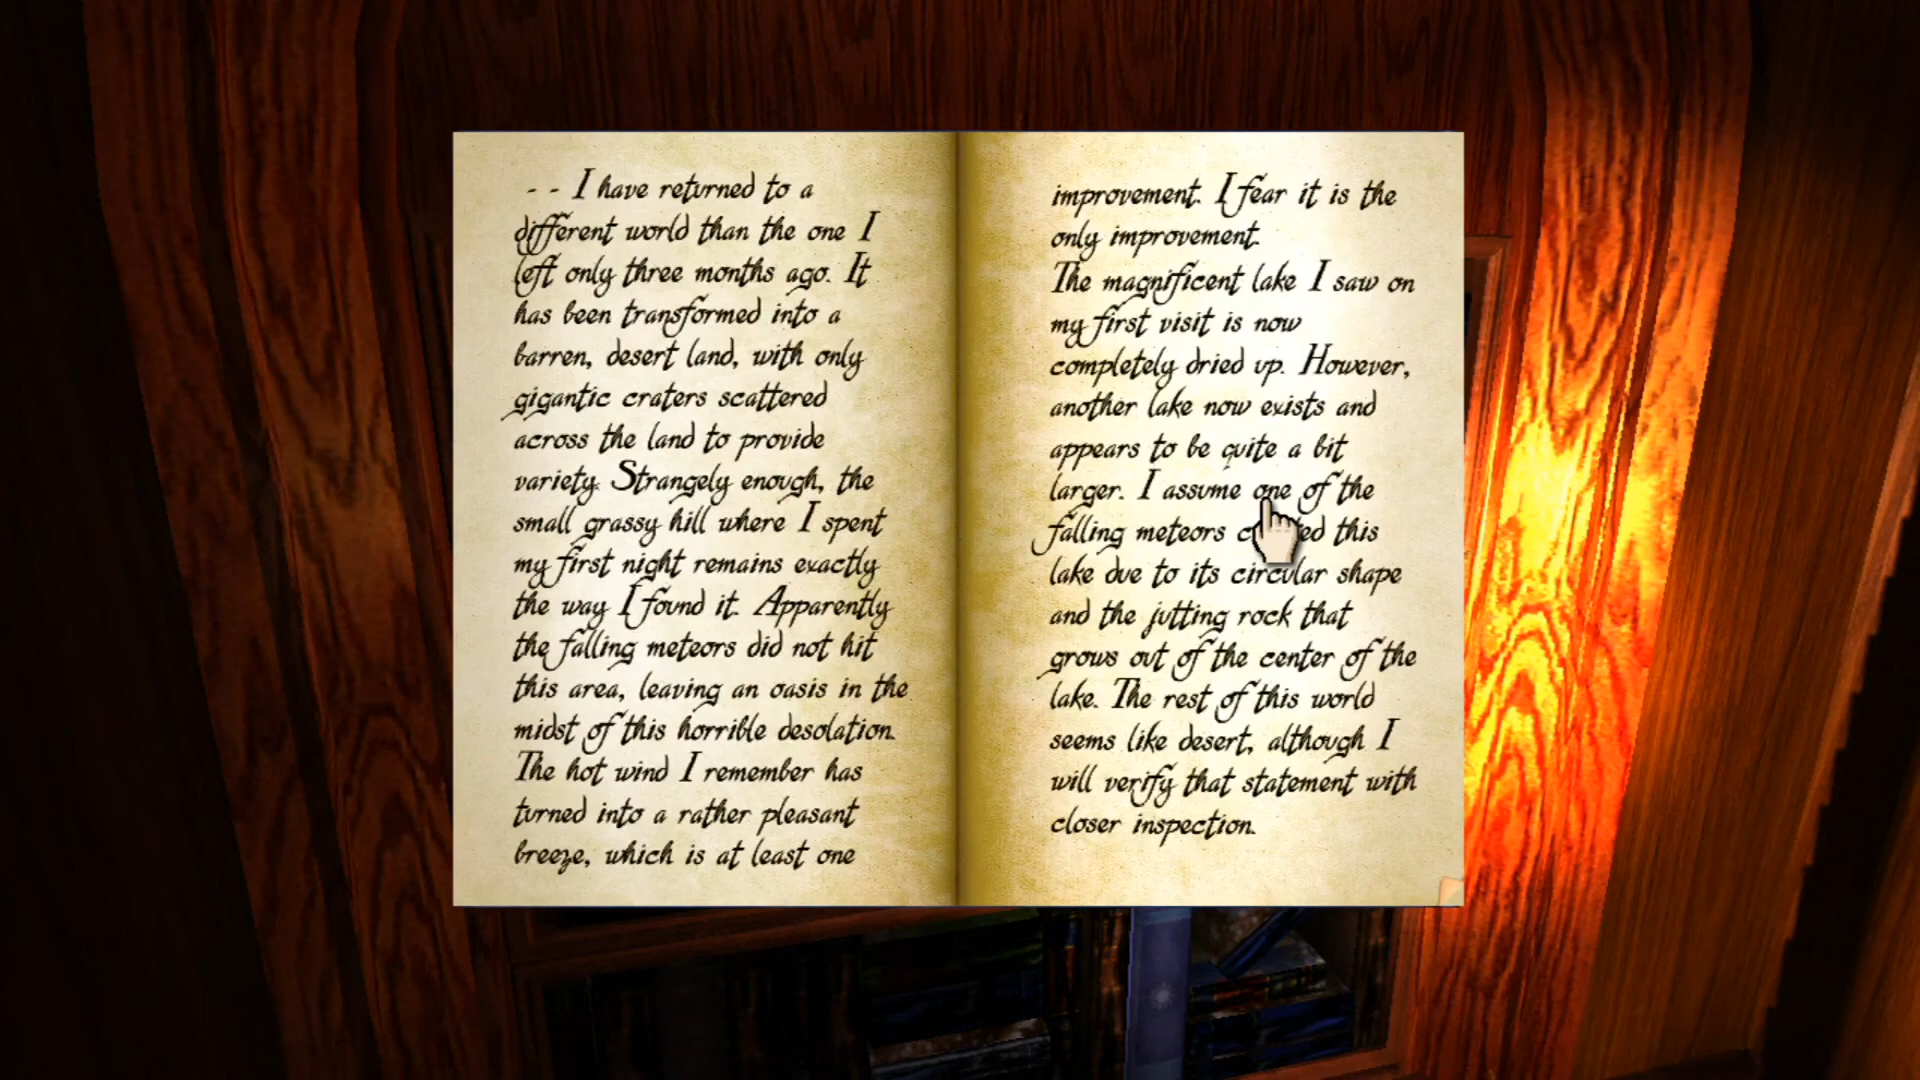 - - I have returned to a
different world than the one I
left only three months ago. It
has been transformed into a
barren, desert land, with only
gigantic craters scattered
across the land to provide
variety. Strangely enough, the
small grassy hill where I spent
my first night remains exactly
the way I found it. Apparently
the falling meteors did not hit
this area, leaving an oasis in the
midst of this horrible desolation.
The hot wind I remember has
turned into a rather pleasant
breeze, which is at least one
improvement. I fear it is the
only improvement.
The magnificent lake I saw on
my first visit is now
completely dried up. However,
another lake now exists and
appears to be quite a bit
larger. I assume one of the
falling meteors this
lake due to its circular shape
and the jutting rock that
grows out of the center of the
lake. The rest of this world
seems like desert, although I
will verify that statement with
closer inspection.